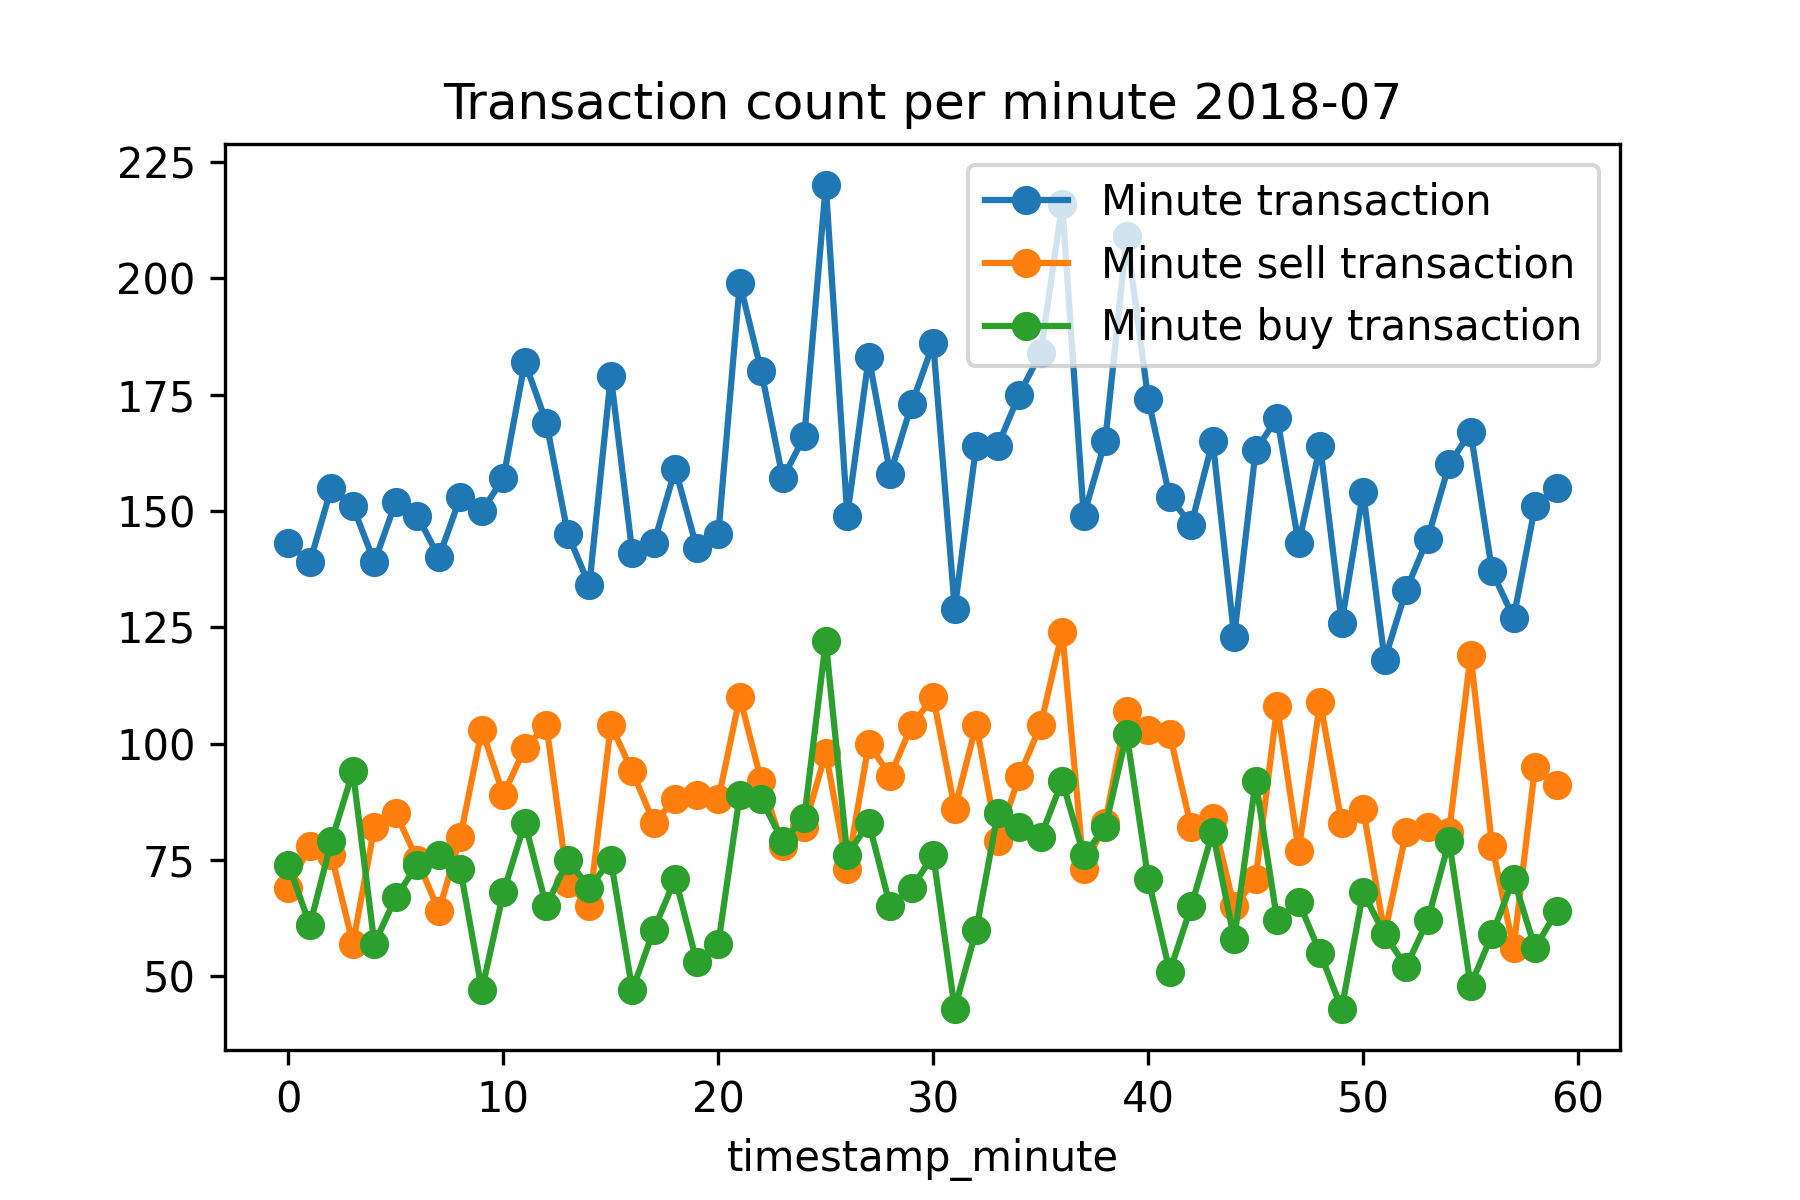 Transaction count per minute 2018-07
225
200
175
150
125
100
75
50
Minute transaction
Minute sell transaction
Minute buy transaction
0 10 20 30 40 50 60
timestamp_minute